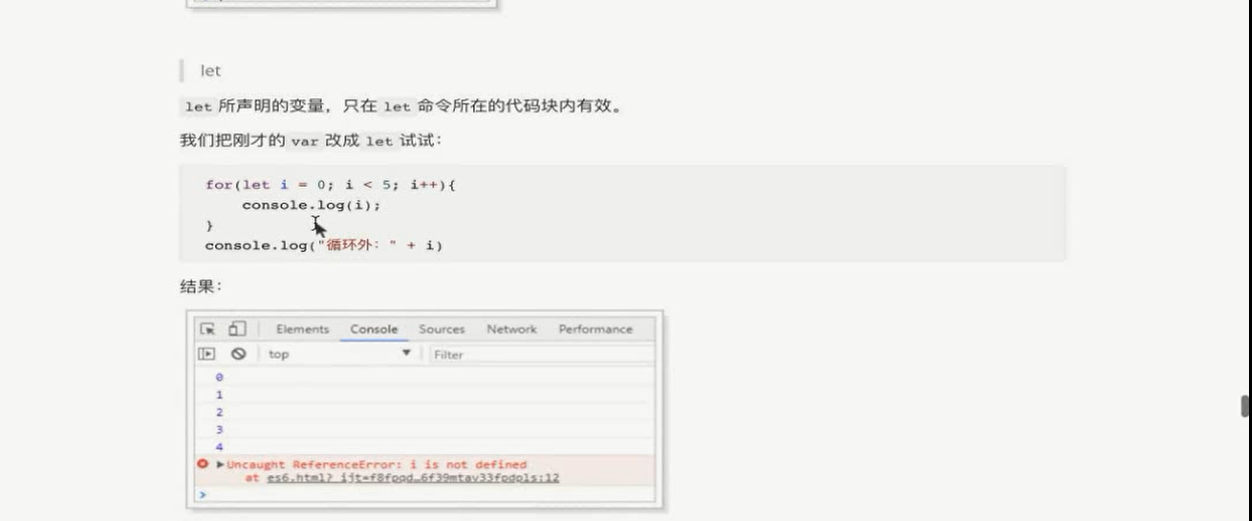 let
let 所声明的变量，只在 let 命令所在的代码块内有效。
我们把刚才的 var 改成 let 试试：
for(let i = 0; i < 5; i++){
console.log(i);
}
console.log("循环外：" + i)
结果：
Elements Console Sources Network Performance
top Filter
0
1
2
3
4
Uncaught ReferenceError: i is not defined
at es6.html?